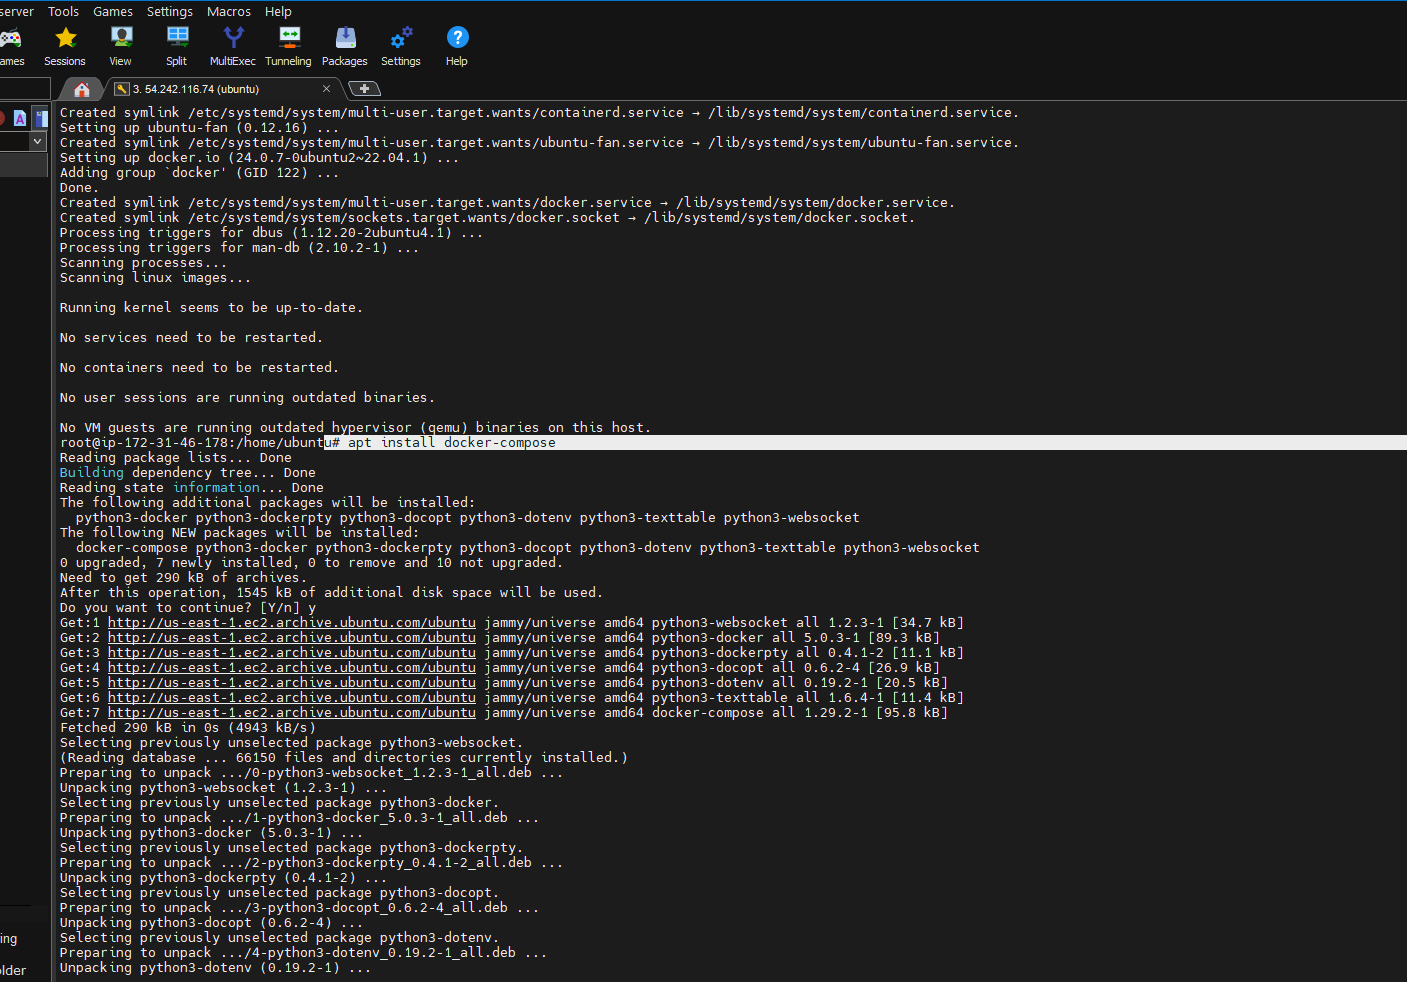 server Tools Games Settings Macros Help
ames Sessions View Split MultiExec Tunneling Packages Settings Help
3. 54.242.116.74 (ubuntu)
Created symlink /etc/systemd/system/multi-user.target.wants/containerd.service → /lib/systemd/system/containerd.service.
Setting up ubuntu-fan (0.12.16) ...
Created symlink /etc/systemd/system/multi-user.target.wants/ubuntu-fan.service → /lib/systemd/system/ubuntu-fan.service.
Setting up docker.io (24.0.7-0ubuntu2~22.04.1) ...
Adding group `docker' (GID 122) ...
Done.
Created symlink /etc/systemd/system/multi-user.target.wants/docker.service → /lib/systemd/system/docker.service.
Created symlink /etc/systemd/system/sockets.target.wants/docker.socket → /lib/systemd/system/docker.socket.
Processing triggers for dbus (1.12.20-2ubuntu4.1) ...
Processing triggers for man-db (2.10.2-1) ...
Scanning processes...
Scanning linux images...
Running kernel seems to be up-to-date.
No services need to be restarted.
No containers need to be restarted.
No user sessions are running outdated binaries.
No VM guests are running outdated hypervisor (qemu) binaries on this host.
root@ip-172-31-46-178:/home/ubuntu# apt install docker-compose
Reading package lists... Done
Building dependency tree... Done
Reading state information... Done
The following additional packages will be installed:
python3-docker python3-dockerpty python3-docopt python3-dotenv python3-texttable python3-websocket
The following NEW packages will be installed:
docker-compose python3-docker python3-dockerpty python3-docopt python3-dotenv python3-texttable python3-websocket
0 upgraded, 7 newly installed, 0 to remove and 10 not upgraded.
Need to get 290 kB of archives.
After this operation, 1545 kB of additional disk space will be used.
Do you want to continue? [Y/n] y
Get:1 http://us-east-1.ec2.archive.ubuntu.com/ubuntu jammy/universe amd64 python3-websocket all 1.2.3-1 [34.7 kB]
Get:2 http://us-east-1.ec2.archive.ubuntu.com/ubuntu jammy/universe amd64 python3-docker all 5.0.3-1 [89.3 kB]
Get:3 http://us-east-1.ec2.archive.ubuntu.com/ubuntu jammy/universe amd64 python3-dockerpty all 0.4.1-2 [11.1 kB]
Get:4 http://us-east-1.ec2.archive.ubuntu.com/ubuntu jammy/universe amd64 python3-docopt all 0.6.2-4 [26.9 kB]
Get:5 http://us-east-1.ec2.archive.ubuntu.com/ubuntu jammy/universe amd64 python3-dotenv all 0.19.2-1 [20.5 kB]
Get:6 http://us-east-1.ec2.archive.ubuntu.com/ubuntu jammy/universe amd64 python3-texttable all 1.6.4-1 [11.4 kB]
Get:7 http://us-east-1.ec2.archive.ubuntu.com/ubuntu jammy/universe amd64 docker-compose all 1.29.2-1 [95.8 kB]
Fetched 290 kB in 0s (4943 kB/s)
Selecting previously unselected package python3-websocket.
(Reading database ... 66150 files and directories currently installed.)
Preparing to unpack .../0-python3-websocket_1.2.3-1_all.deb ...
Unpacking python3-websocket (1.2.3-1) ...
Selecting previously unselected package python3-docker.
Preparing to unpack .../1-python3-docker_5.0.3-1_all.deb ...
Unpacking python3-docker (5.0.3-1) ...
Selecting previously unselected package python3-dockerpty.
Preparing to unpack .../2-python3-dockerpty_0.4.1-2_all.deb ...
Unpacking python3-dockerpty (0.4.1-2) ...
Selecting previously unselected package python3-docopt.
Preparing to unpack .../3-python3-docopt_0.6.2-4_all.deb ...
Unpacking python3-docopt (0.6.2-4) ...
Selecting previously unselected package python3-dotenv.
Preparing to unpack .../4-python3-dotenv_0.19.2-1_all.deb ...
Unpacking python3-dotenv (0.19.2-1) ...
ing
older